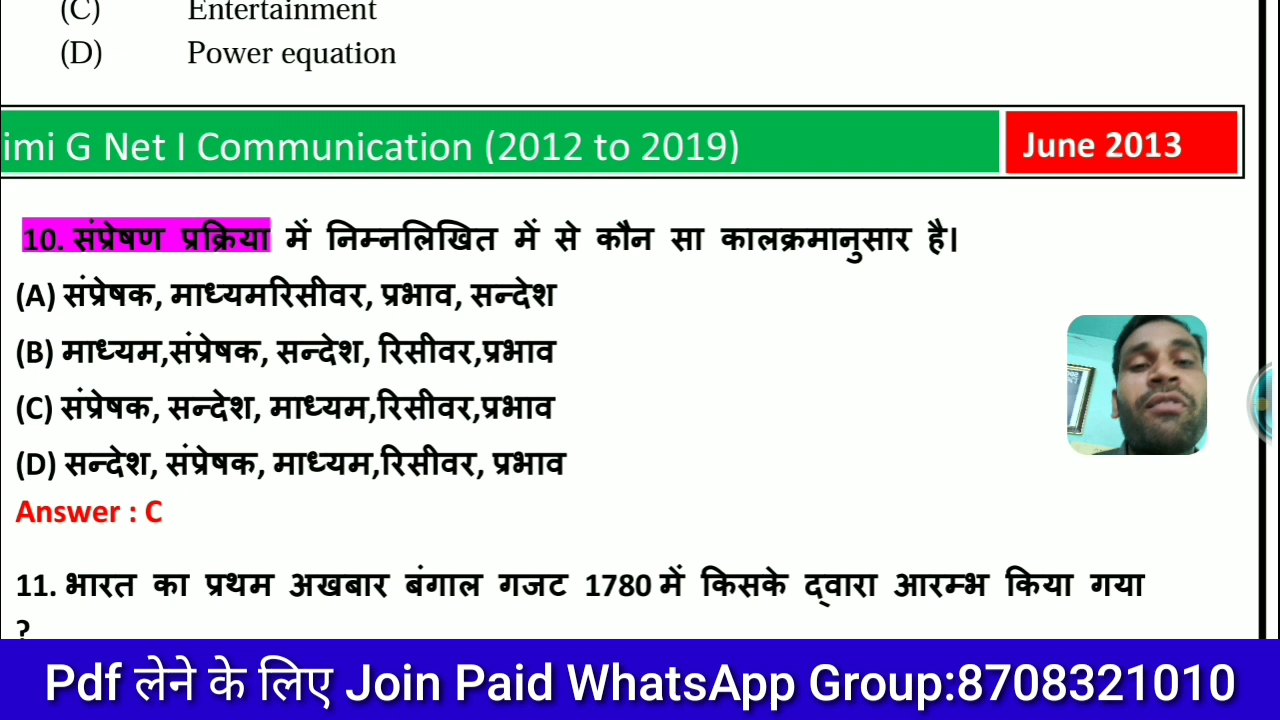 (C) Entertainment
(D) Power equation
imi G Net I Communication (2012 to 2019) June 2013
10. संप्रेषण प्रक्रिया में निम्नलिखित में से कौन सा कालक्रमानुसार है।
(A) संप्रेषक, माध्यमरिसीवर, प्रभाव, सन्देश
(B) माध्यम,संप्रेषक, सन्देश, रिसीवर,प्रभाव
(C) संप्रेषक, सन्देश, माध्यम,रिसीवर,प्रभाव
(D) सन्देश, संप्रेषक, माध्यम,रिसीवर, प्रभाव
Answer : C
11. भारत का प्रथम अखबार बंगाल गजट 1780 में किसके द्वारा आरम्भ किया गया
?
Pdf लेने के लिए Join Paid WhatsApp Group:8708321010